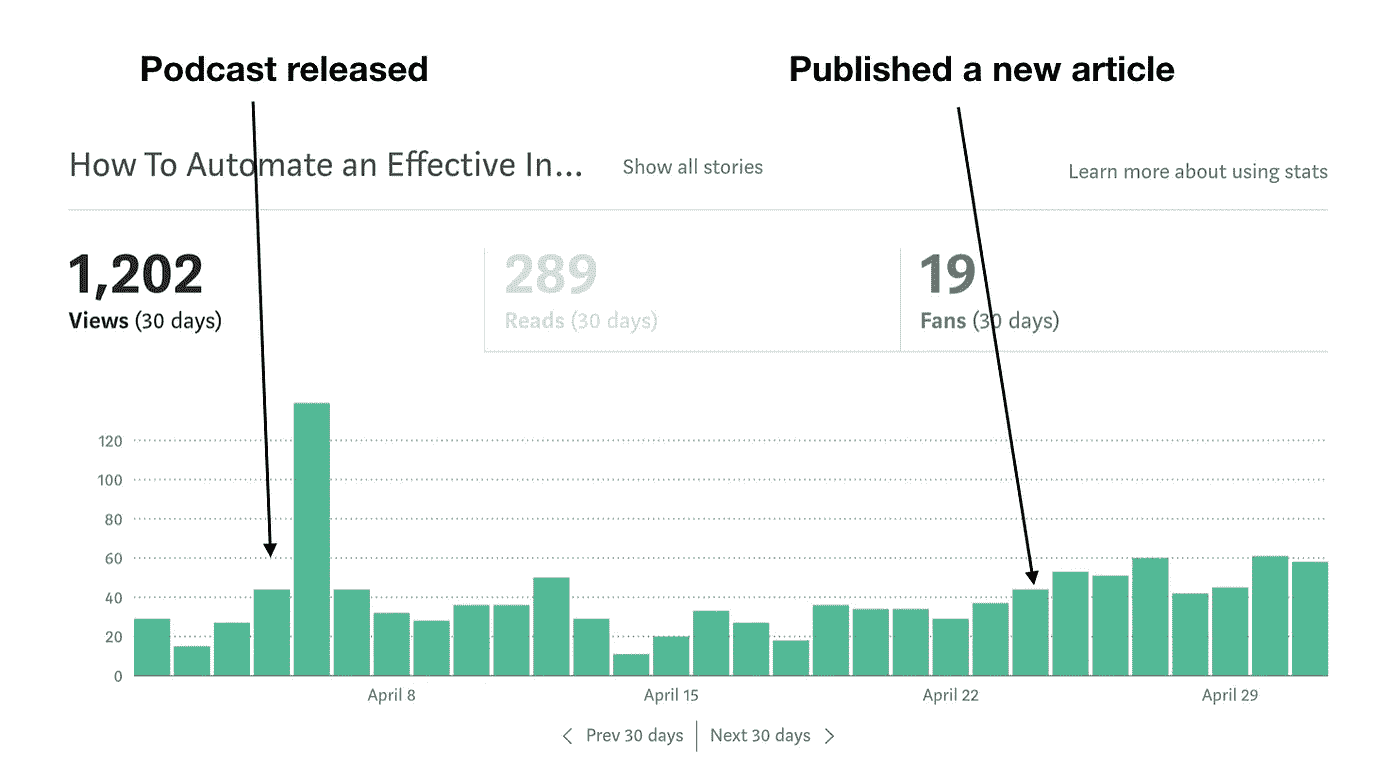 Podcast released
Published a new article
How To Automate an Effective In...
Show all stories
Learn more about using stats
1,202
Views (30 days)
289
Reads (30 days)
19
Fans (30 days)
120
100
80
60
40
20
0
April 8
April 15
April 22
April 29
Prev 30 days
Next 30 days